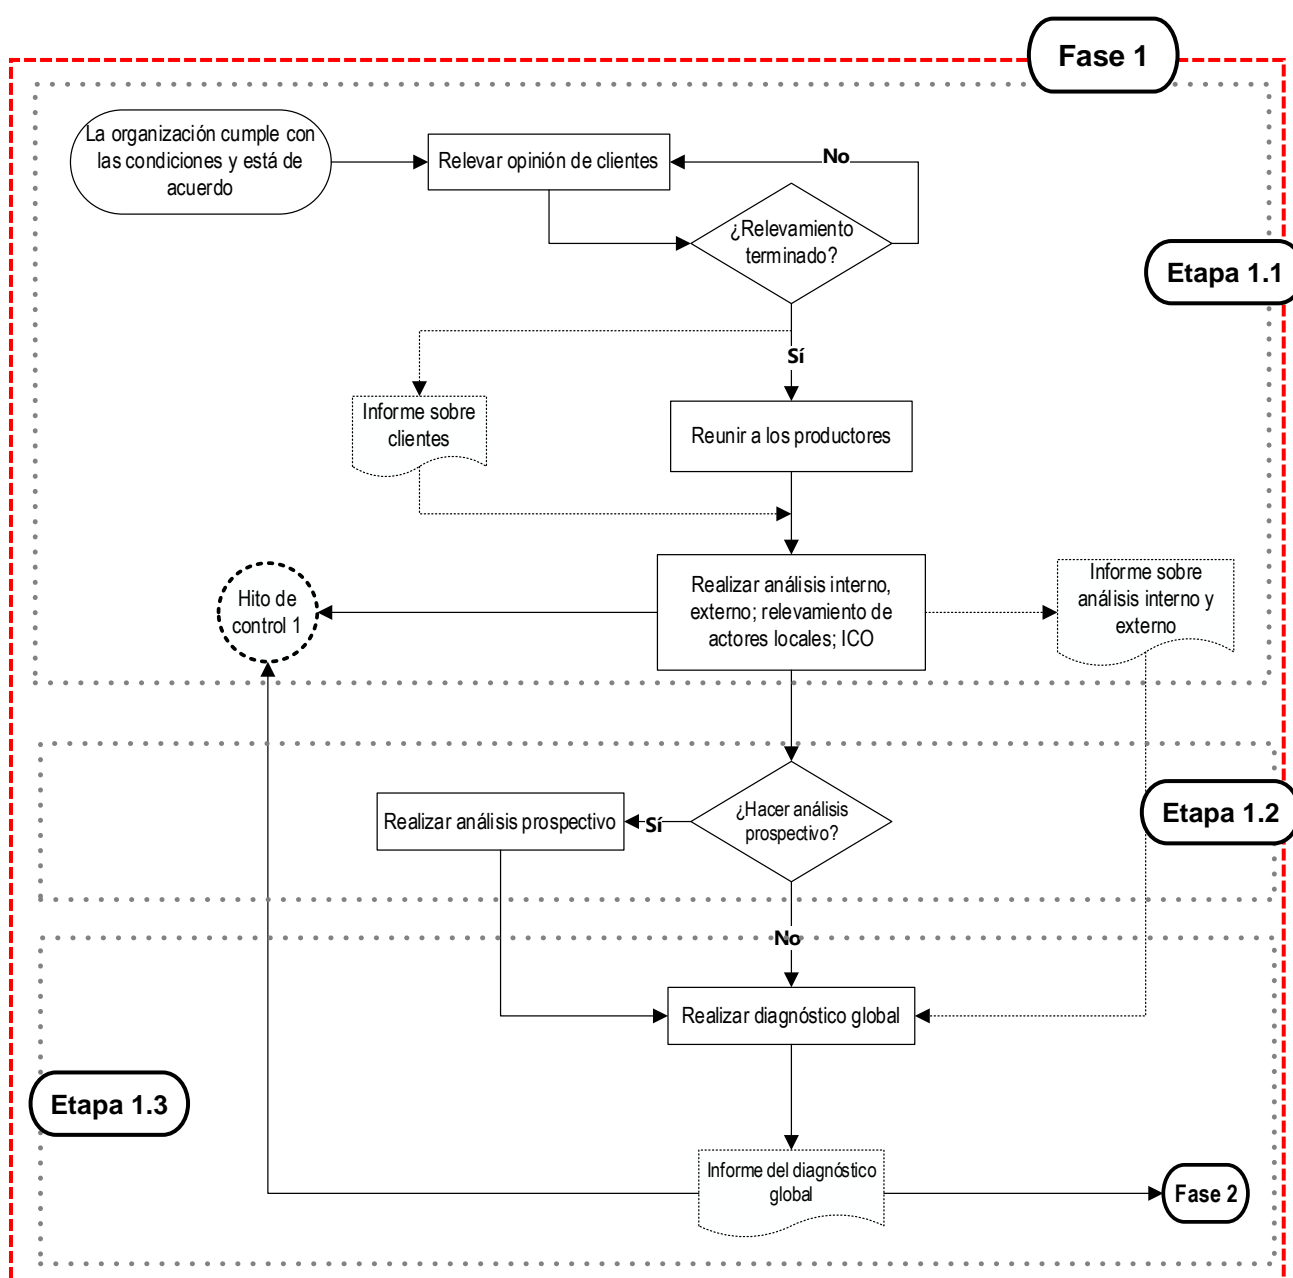 Fase 1
La organización cumple con
las condiciones y está de
acuerdo
Relevar opinión de clientes
No
¿Relevamiento
terminado?
Etapa 1.1
Sí
Informe sobre
clientes
Reunir a los productores
Hito de
control 1
Realizar análisis interno,
externo; relevamiento de
actores locales; ICO
Informe sobre
análisis interno y
externo
Realizar análisis prospectivo
Sí
¿Hacer análisis
prospectivo?
Etapa 1.2
No
Realizar diagnóstico global
Etapa 1.3
Informe del diagnóstico
global
Fase 2